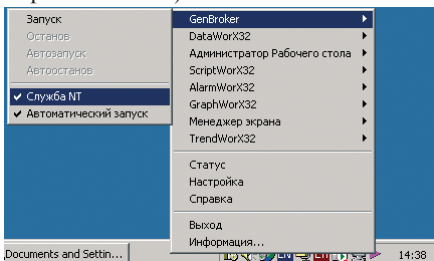 Запуск
Останов
Автозапуск
Автоостанов
Служба NT
Автоматический запуск
GenBroker
DataWorX32
Администратор Рабочего стола
ScriptWorX32
AlarmWorX32
GraphWorX32
Менеджер экрана
TrendWorX32
Статус
Настройка
Справка
Выход
Информация...
Documents and Settin...
EN
14:38